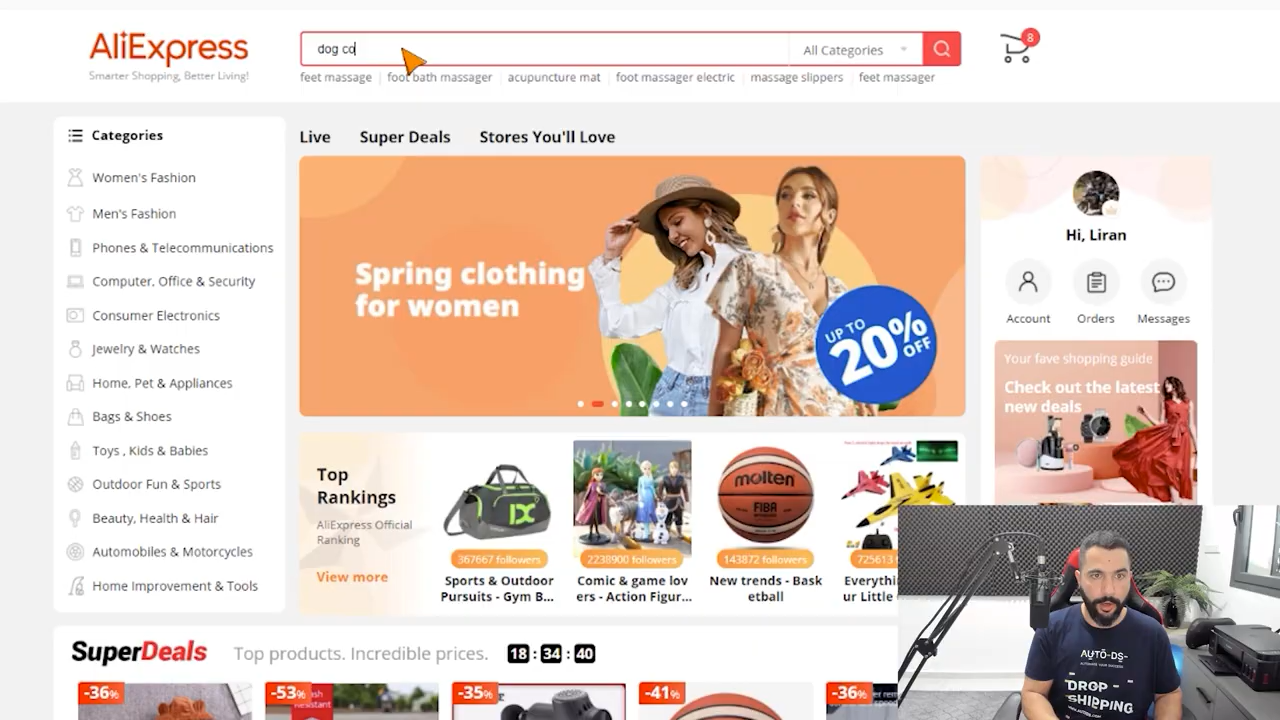 AliExpress
Smarter Shopping, Better Living!
dog co
All Categories
8
feet massage
foot bath massager
acupuncture mat
foot massager electric
massage slippers
feet massager
Categories
Women's Fashion
Men's Fashion
Phones & Telecommunications
Computer, Office & Security
Consumer Electronics
Jewelry & Watches
Home, Pet & Appliances
Bags & Shoes
Toys , Kids & Babies
Outdoor Fun & Sports
Beauty, Health & Hair
Automobiles & Motorcycles
Home Improvement & Tools
Live
Super Deals
Stores You'll Love
Spring clothing
for women
UP TO
20%
OFF
Hi, Liran
Account
Orders
Messages
Your fave shopping guide
Check out the latest
new deals
Top
Rankings
AliExpress Official
Ranking
View more
367667 followers
Sports & Outdoor
Pursuits - Gym B...
2238900 followers
Comic & game lov
ers - Action Figur...
molten
FIBA
143872 followers
New trends - Bask
etball
725613
Everythi
ur Little
SuperDeals
Top products. Incredible prices.
18 : 34 : 40
-36%
-53%
-35%
-41%
-36%
AUTO-DS-
AUTOMATE YOUR SUCCESS
DROP
SHIPPING